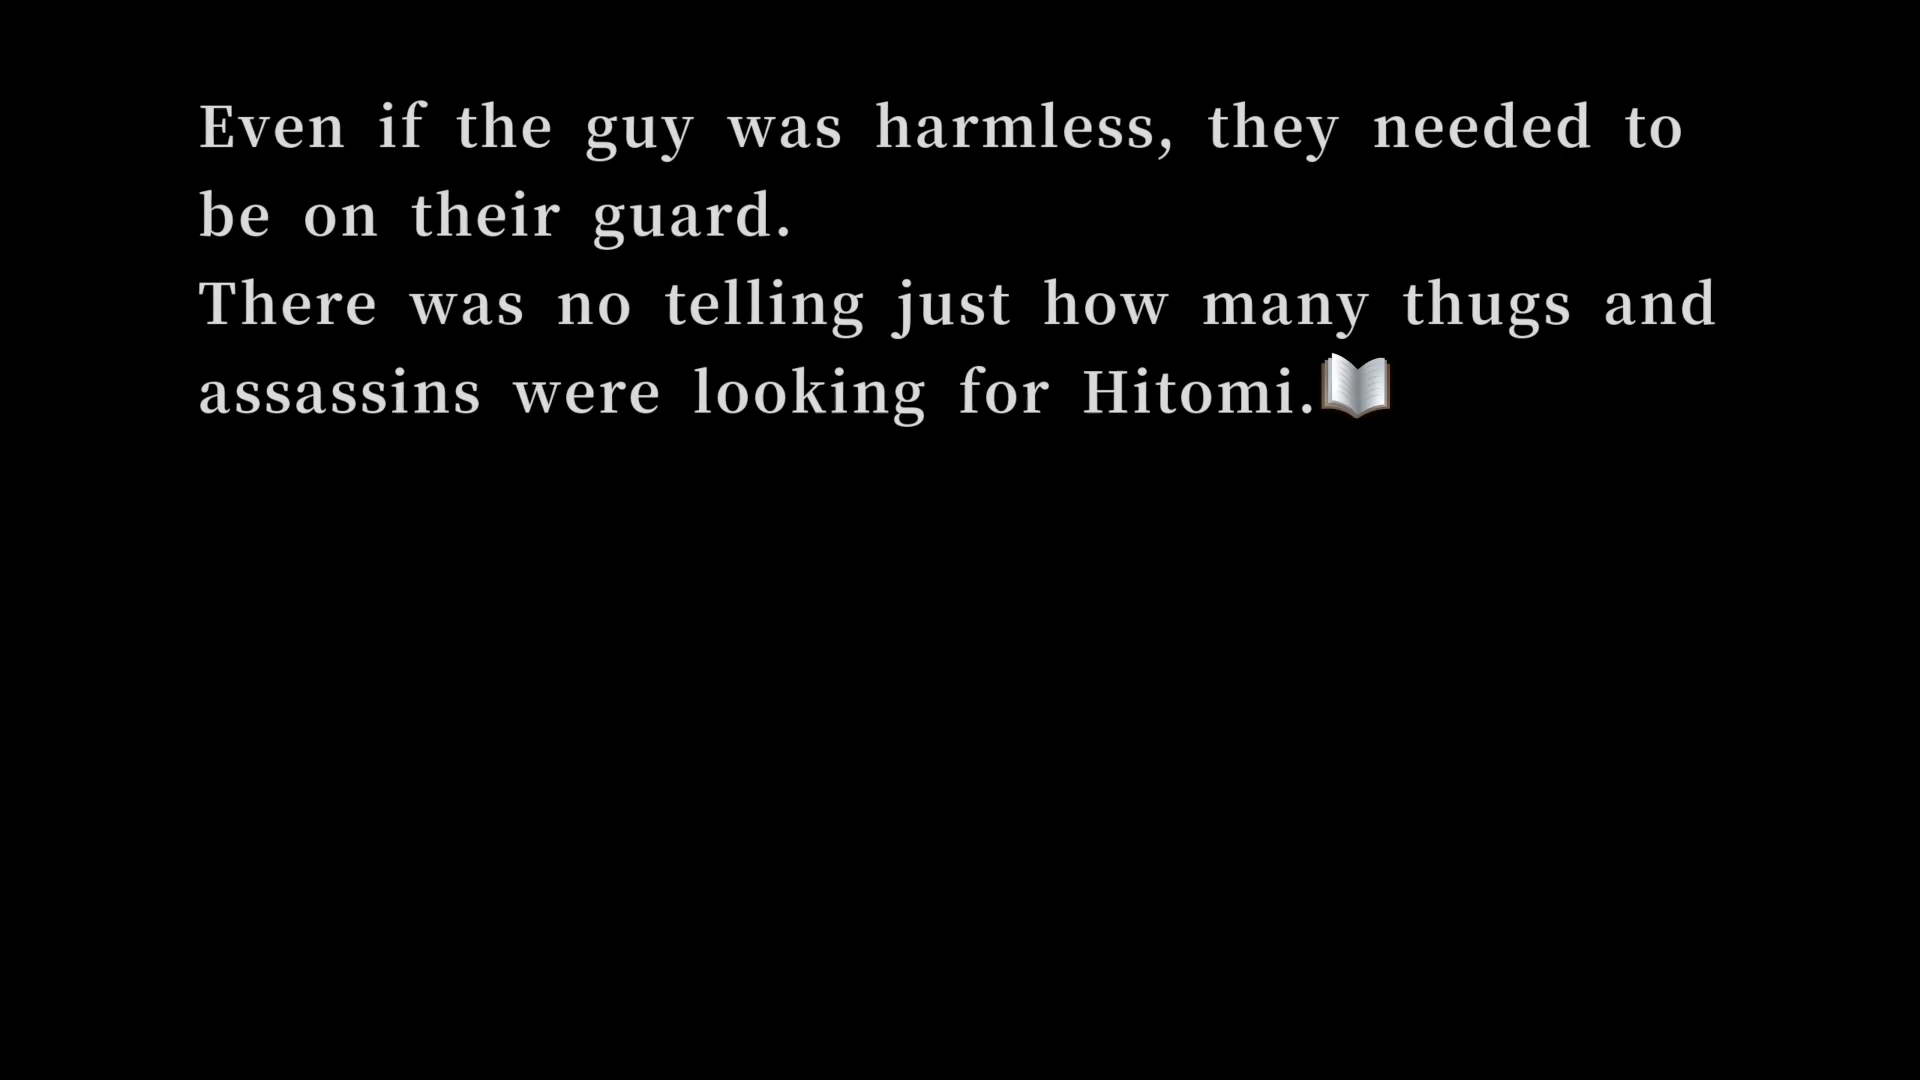 Even if the guy was harmless, they needed to
be on their guard.
There was no telling just how many thugs and
assassins were looking for Hitomi.